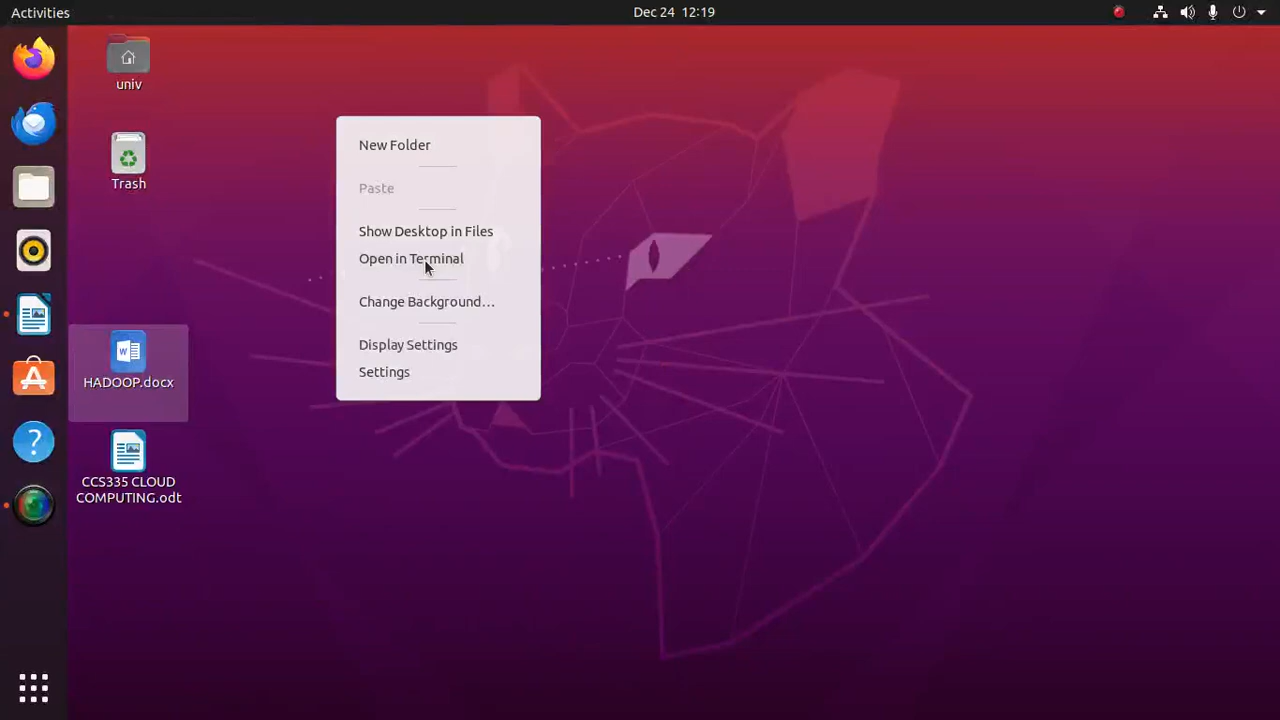 Activities
Dec 24 12:19
univ
Trash
HADOOP.docx
CCS335 CLOUD
COMPUTING.odt
New Folder
Paste
Show Desktop in Files
Open in Terminal
Change Background…
Display Settings
Settings